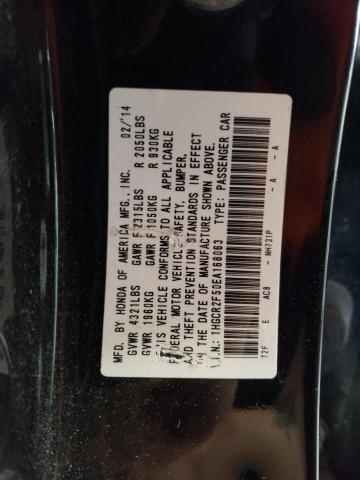 MFD. BY HONDA OF AMERICA MFG., INC. 02/'14
GVWR 4321LBS GAWR F 2315LBS R 2050LBS
GVWR 1960KG GAWR F 1050KG R 930KG
THIS VEHICLE CONFORMS TO ALL APPLICABLE
FEDERAL MOTOR VEHICLE SAFETY, BUMPER,
AND THEFT PREVENTION STANDARDS IN EFFECT
ON THE DATE OF MANUFACTURE SHOWN ABOVE.
V.I.N.: 1HGCR2F50EA168063 TYPE: PASSENGER CAR
T2F E AC8 - NH731P - A - A